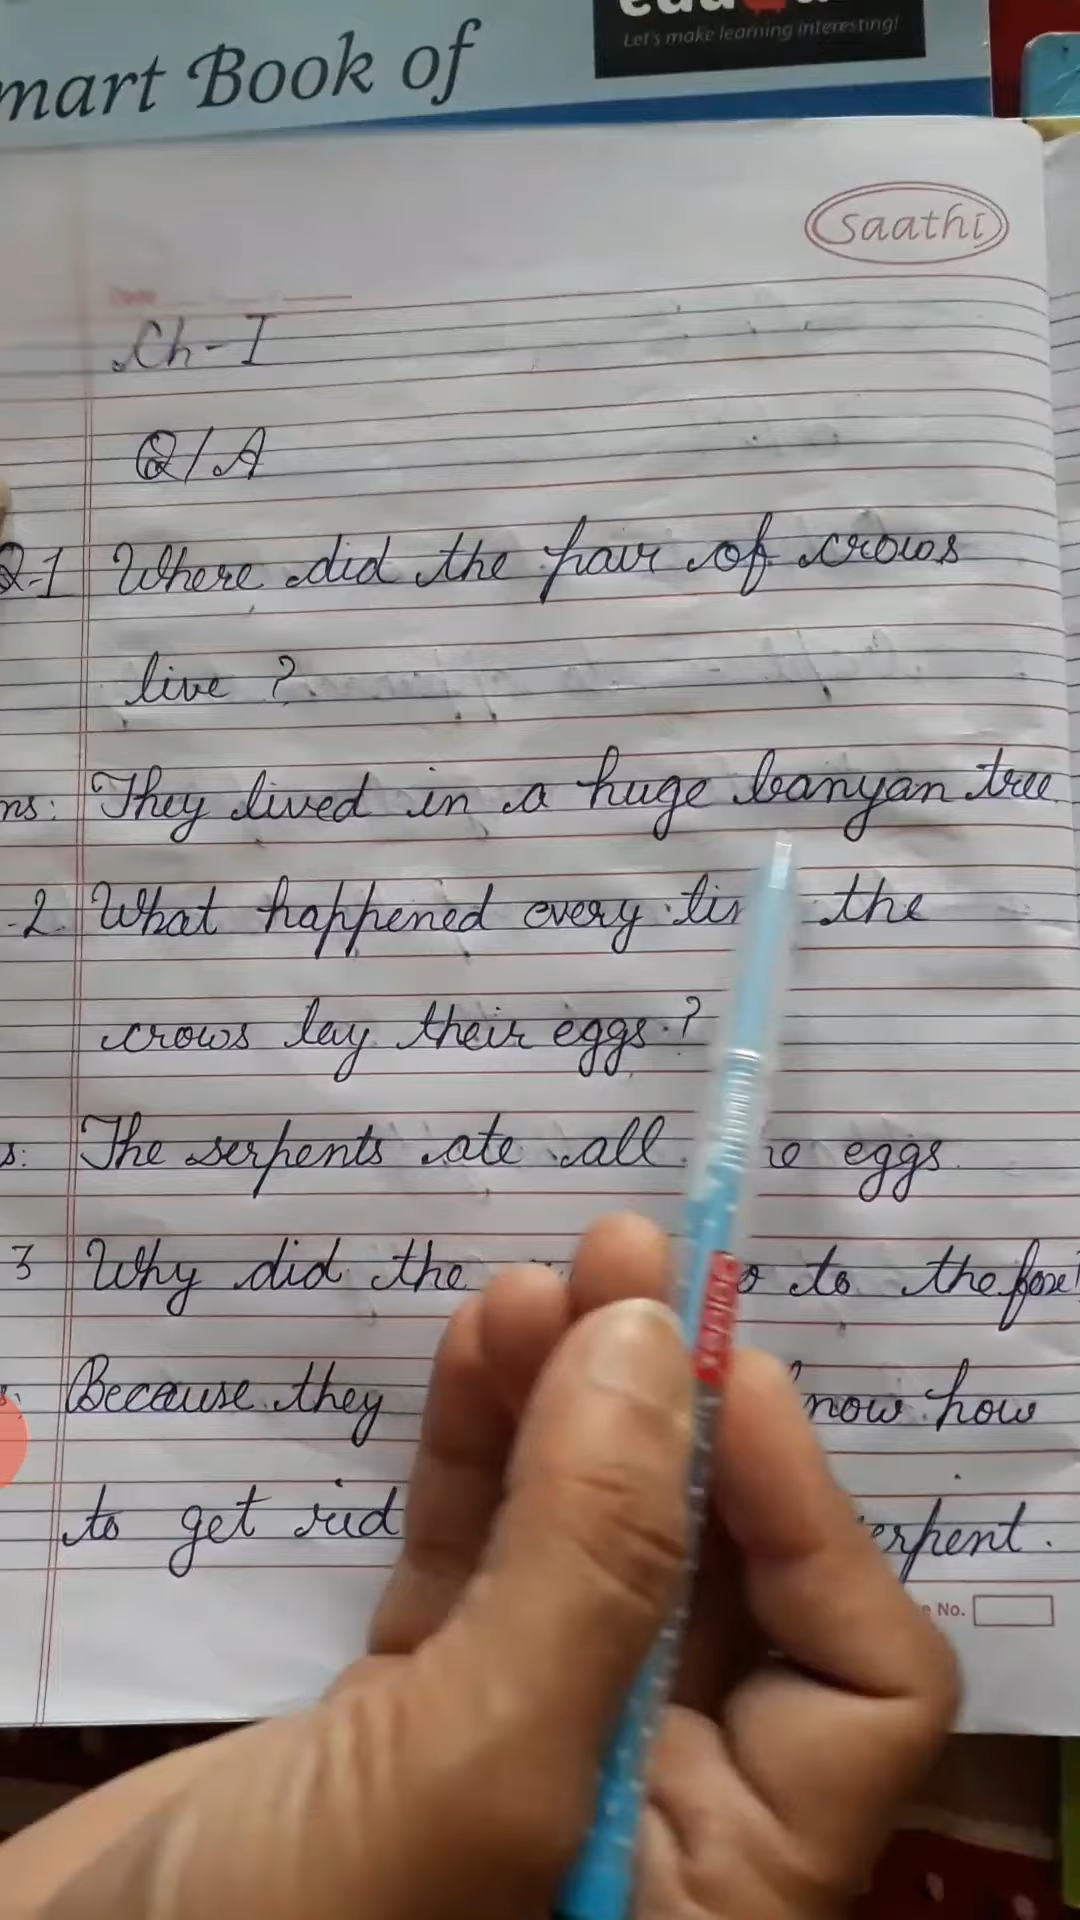 mart Book of
Let's make learning interesting!
saathi
Date
Ch-I
Q/A
Q-1 Where did the pair of crows
live ?
ns: They lived in a huge banyan tree
-2 What happened every the
crows lay their eggs ?
s: The serpents ate all eggs.
3 Why did the to the fox
Because they how
to get rid
No.